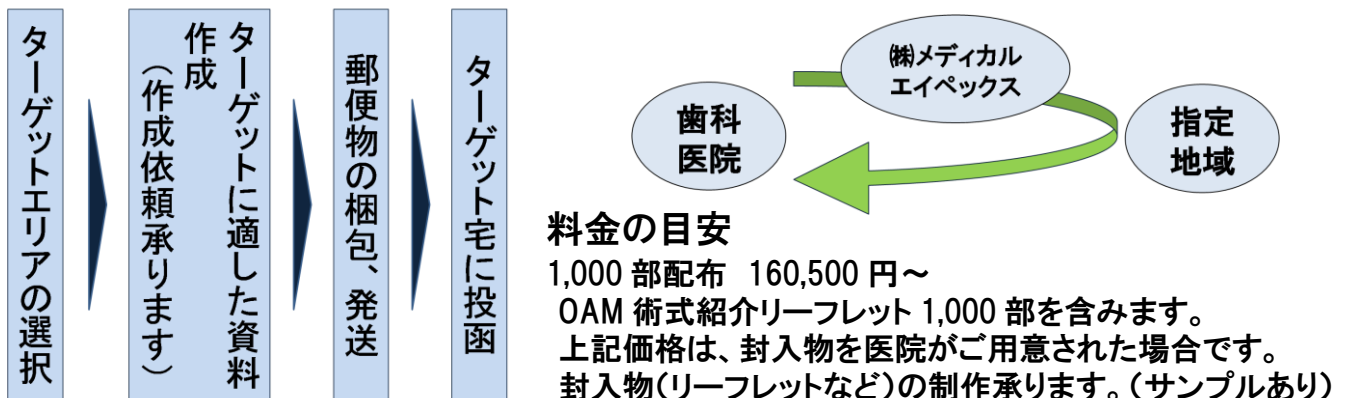 ターゲットエリアの選択
ターゲットに適した資料
作成
（作成依頼承ります）
郵便物の梱包、発送
ターゲット宅に投函
歯科
医院
㈱メディカル
エイペックス
指定
地域
料金の目安
1,000 部配布 160,500 円～
OAM 術式紹介リーフレット 1,000 部を含みます。
上記価格は、封入物を医院がご用意された場合です。
封入物（リーフレットなど）の制作承ります。（サンプルあり）